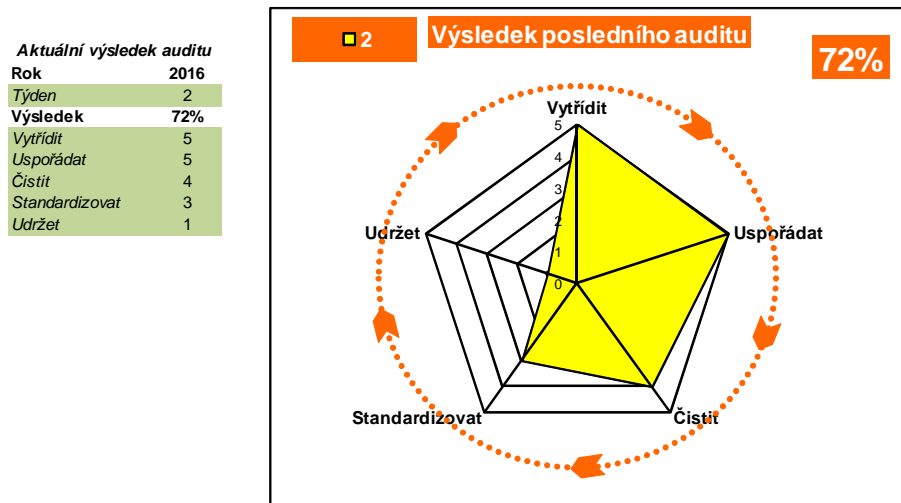 Aktuální výsledek auditu
Rok 2016
Týden 2
Výsledek 72%
Vytřídit 5
Uspořádat 5
Čistit 4
Standardizovat 3
Udržet 1
2
Výsledek posledního auditu
72%
Vytřídit
5
4
3
2
1
0
Udržet
Uspořádat
Standardizovat
Čistit